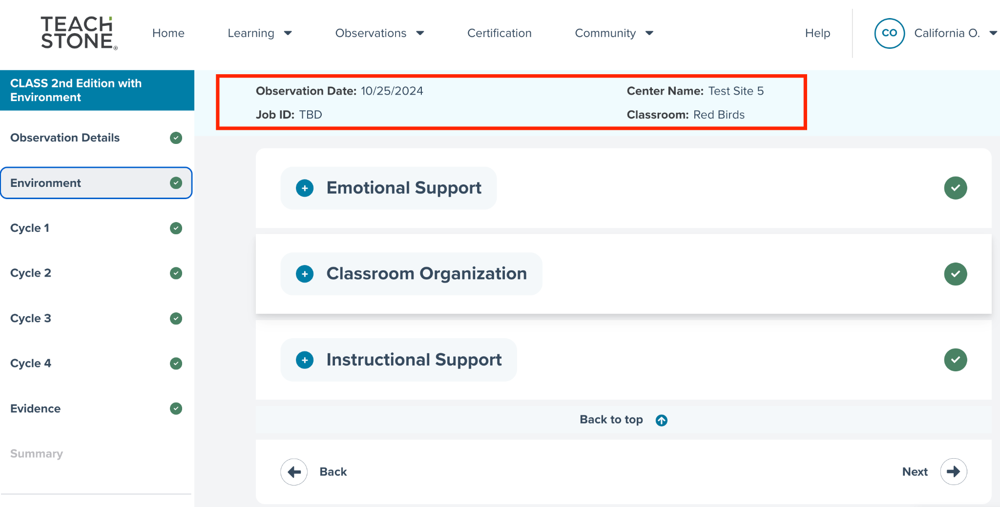 TEACH
STONE®
Home
Learning
Observations
Certification
Community
Help
CO
California O.
CLASS 2nd Edition with
Environment
Observation Date: 10/25/2024
Center Name: Test Site 5
Job ID: TBD
Classroom: Red Birds
Observation Details
Environment
Cycle 1
Cycle 2
Cycle 3
Cycle 4
Evidence
Summary
Emotional Support
Classroom Organization
Instructional Support
Back to top
Back
Next